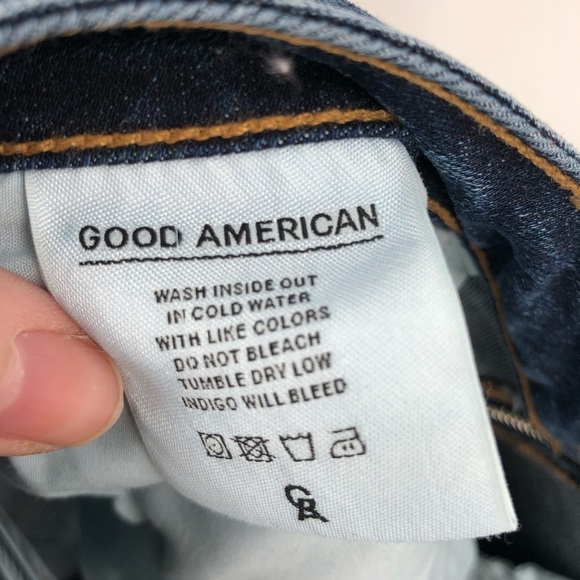 GOOD AMERICAN
WASH INSIDE OUT
IN COLD WATER
WITH LIKE COLORS
DO NOT BLEACH
TUMBLE DRY LOW
INDIGO WILL BLEED